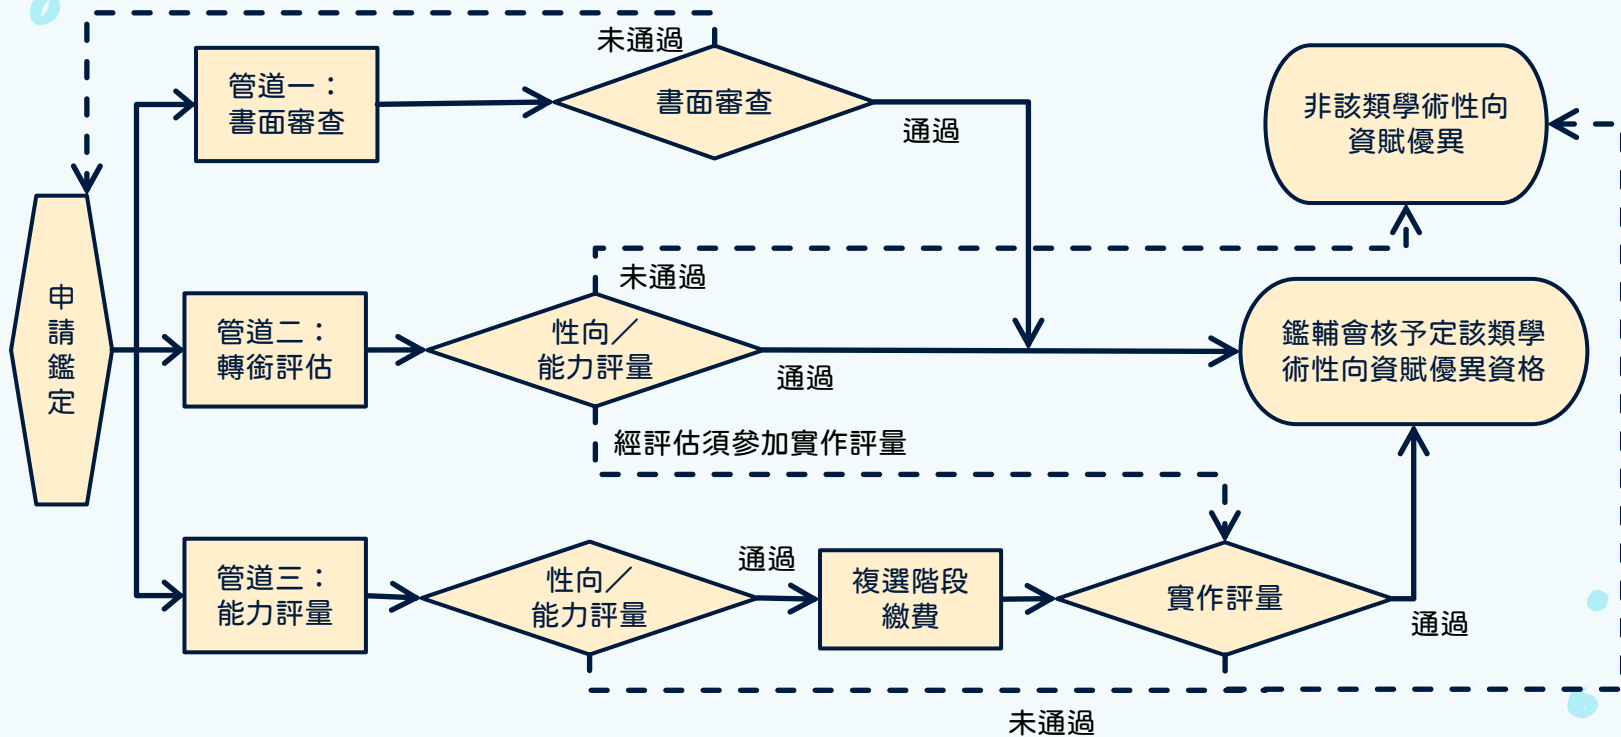 未通過
管道一：
書面審查
書面審查
通過
非該類學術性向
資賦優異
申
請
鑑
定
未通過
管道二：
轉銜評估
性向／
能力評量
通過
鑑輔會核予定該類學
術性向資賦優異資格
經評估須參加實作評量
管道三：
能力評量
性向／
能力評量
通過
複選階段
繳費
實作評量
通過
未通過